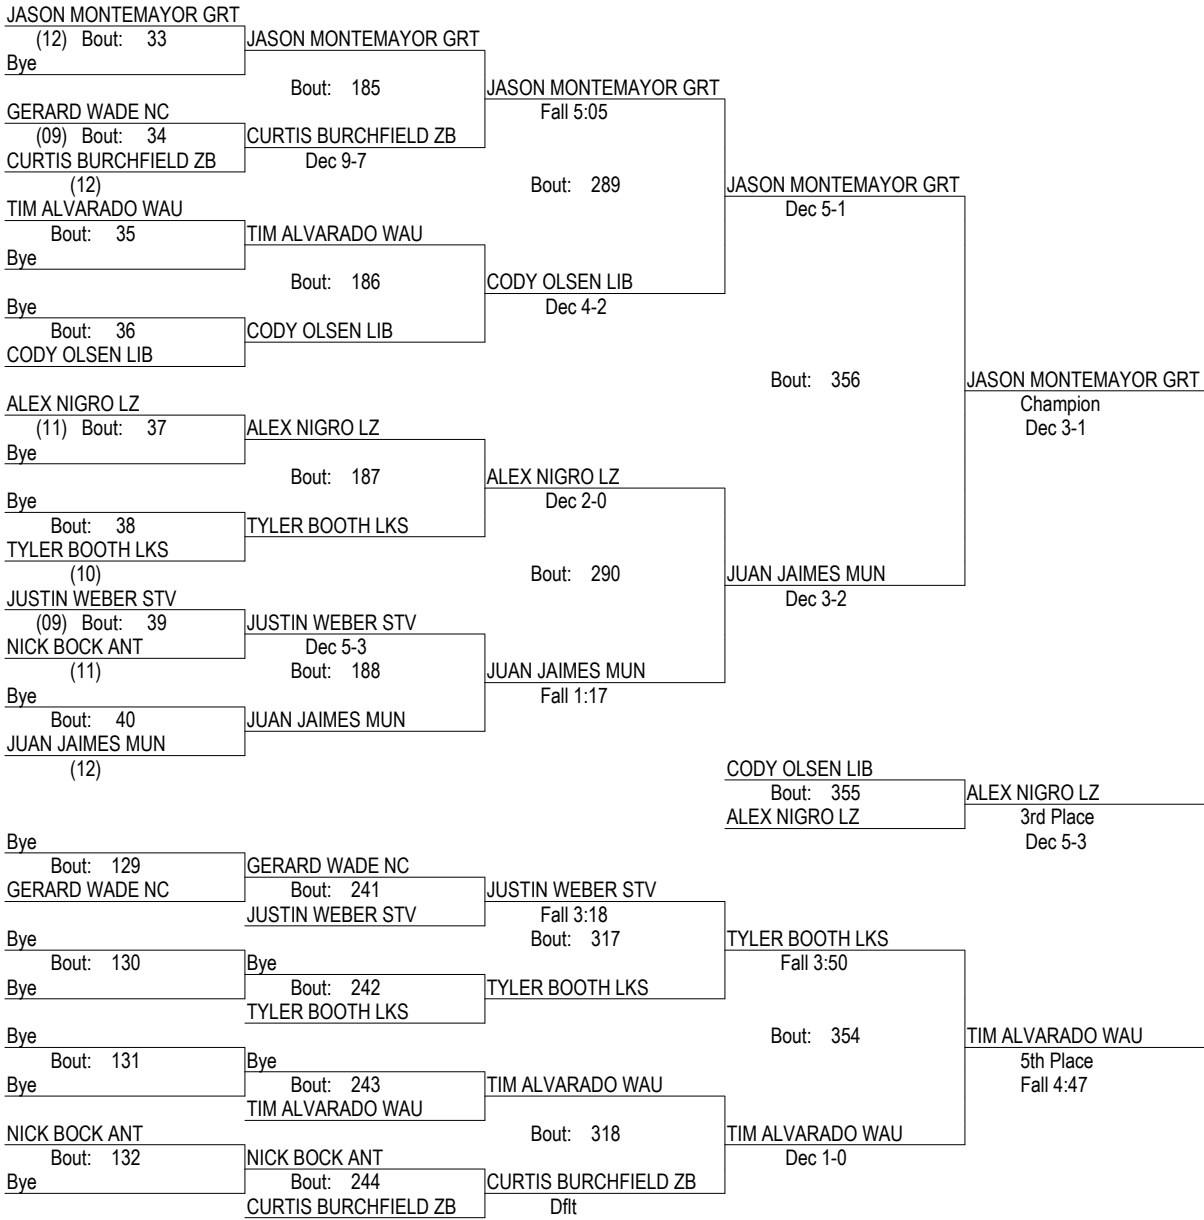 JASON MONTEMAYOR GRT
(12) Bout: 33
Bye
JASON MONTEMAYOR GRT
Bout: 185
GERARD WADE NC
(09) Bout: 34
CURTIS BURCHFIELD ZB
(12)
CURTIS BURCHFIELD ZB
Dec 9-7
JASON MONTEMAYOR GRT
Fall 5:05
Bout: 289
TIM ALVARADO WAU
Bout: 35
Bye
TIM ALVARADO WAU
Bout: 186
Bye
Bout: 36
CODY OLSEN LIB
CODY OLSEN LIB
CODY OLSEN LIB
Dec 4-2
JASON MONTEMAYOR GRT
Dec 5-1
Bout: 356
JASON MONTEMAYOR GRT
Champion
Dec 3-1
ALEX NIGRO LZ
(11) Bout: 37
Bye
ALEX NIGRO LZ
Bout: 187
Bye
Bout: 38
TYLER BOOTH LKS
(10)
TYLER BOOTH LKS
ALEX NIGRO LZ
Dec 2-0
Bout: 290
JUSTIN WEBER STV
(09) Bout: 39
NICK BOCK ANT
(11)
JUSTIN WEBER STV
Dec 5-3
Bout: 188
Bye
Bout: 40
JUAN JAIMES MUN
(12)
JUAN JAIMES MUN
JUAN JAIMES MUN
Fall 1:17
JUAN JAIMES MUN
Dec 3-2
CODY OLSEN LIB
Bout: 355
ALEX NIGRO LZ
ALEX NIGRO LZ
3rd Place
Dec 5-3
Bye
Bout: 129
GERARD WADE NC
GERARD WADE NC
Bout: 241
JUSTIN WEBER STV
JUSTIN WEBER STV
Fall 3:18
Bout: 317
Bye
Bout: 130
Bye
Bye
Bout: 242
TYLER BOOTH LKS
TYLER BOOTH LKS
TYLER BOOTH LKS
Fall 3:50
Bout: 354
Bye
Bout: 131
Bye
Bye
Bout: 243
TIM ALVARADO WAU
TIM ALVARADO WAU
Bout: 318
NICK BOCK ANT
Bout: 132
Bye
NICK BOCK ANT
Bout: 244
CURTIS BURCHFIELD ZB
CURTIS BURCHFIELD ZB
Dflt
TIM ALVARADO WAU
Dec 1-0
TIM ALVARADO WAU
5th Place
Fall 4:47